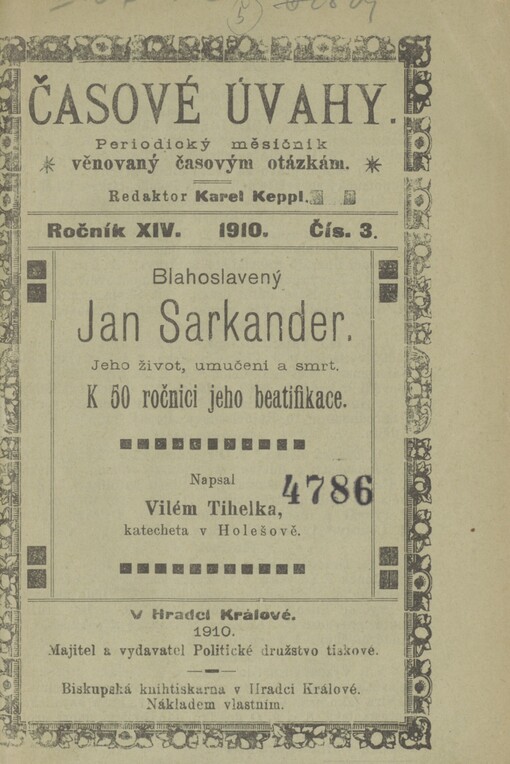 ČASOVÉ ÚVAHY.
Periodický měsíčník
věnovaný časovým otázkám.
Redaktor Karel Keppl.
Ročník XIV. 1910. Čís. 3.
Blahoslavený
Jan Sarkander.
Jeho život, umučení a smrt.
K 50 ročnici jeho beatifikace.
Napsal
4786
Vilém Tihelka,
katecheta v Holešově.
V Hradci Králové.
1910.
Majitel a vydavatel Politické družstvo tiskové.
Biskupská knihtiskárna v Hradci Králové.
Nákladem vlastním.